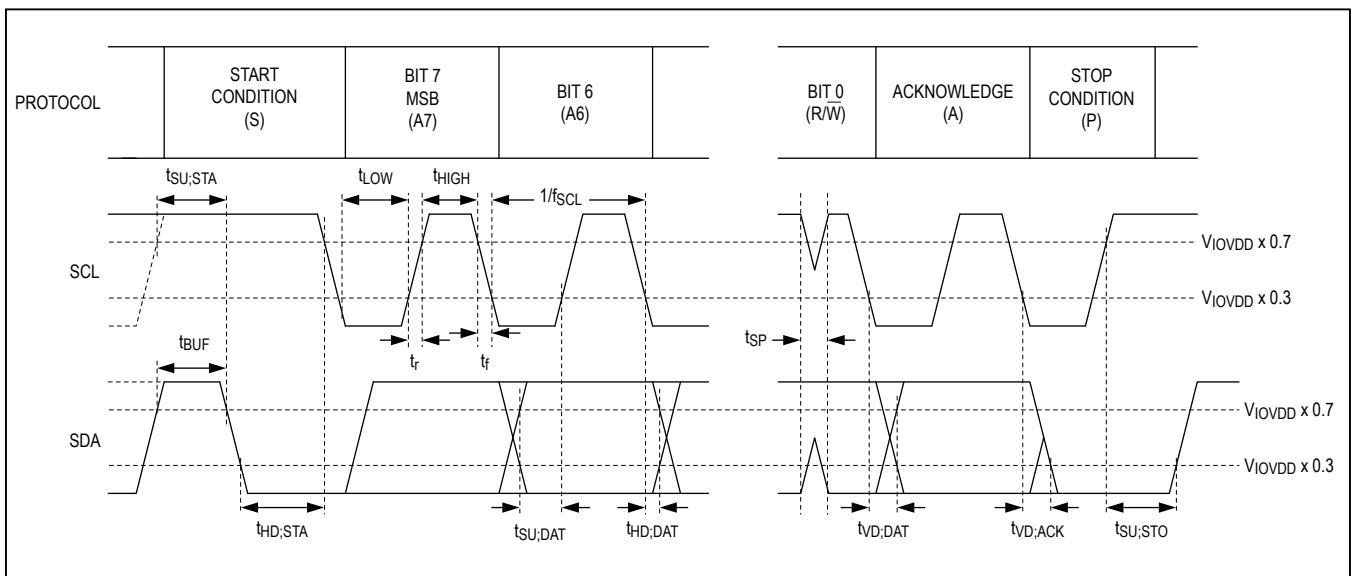 PROTOCOL
START
CONDITION
(S)
BIT 7
MSB
(A7)
BIT 6
(A6)
BIT 0
(R/W̅)
ACKNOWLEDGE
(A)
STOP
CONDITION
(P)
tSU;STA
tLOW
tHIGH
1/fSCL
SCL
VIOVDD x 0.7
VIOVDD x 0.3
tBUF
tr
tf
tSP
SDA
VIOVDD x 0.7
VIOVDD x 0.3
tHD;STA
tSU;DAT
tHD;DAT
tVD;DAT
tVD;ACK
tSU;STO